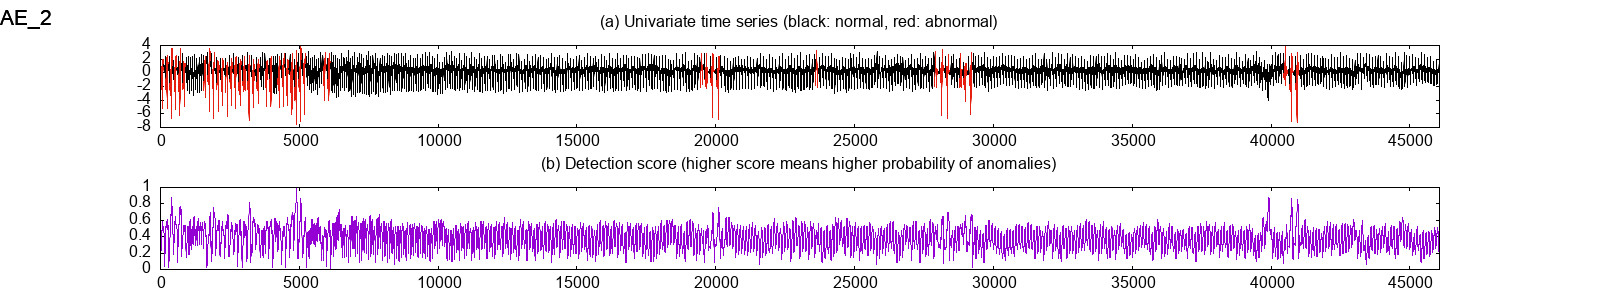 AE_2
(a) Univariate time series (black: normal, red: abnormal)
4
2
0
-2
-4
-6
-8
0 5000 10000 15000 20000 25000 30000 35000 40000 45000
(b) Detection score (higher score means higher probability of anomalies)
1
0.8
0.6
0.4
0.2
0
0 5000 10000 15000 20000 25000 30000 35000 40000 45000